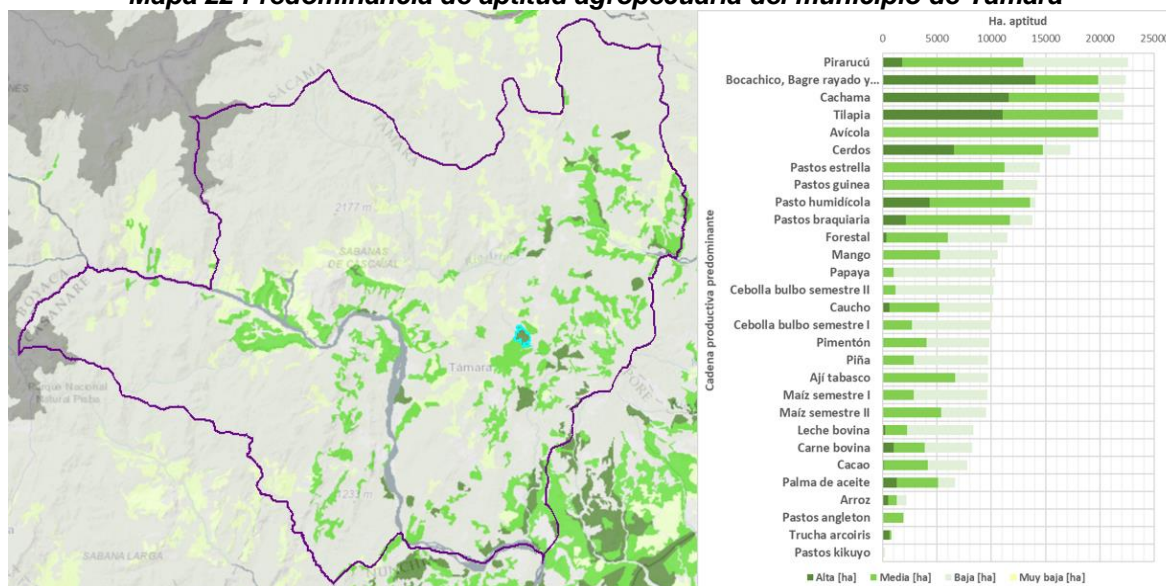 Mapa 22 Predominancia de aptitud agropecuaria del municipio de Támara
SÁCAMA
TÁMARA
2177 m
SABANAS
DE CASCAJAL
BOYACÁ
CASANARE
Parque Nacional
Natural Pisba
Támara
PORE
1233 m
SABANA LARGA
NUNCHÍA
Ha. aptitud
0 5000 10000 15000 20000 25000
Cadena productiva predominante
Pirarucú
Bocachico, Bagre rayado y...
Cachama
Tilapia
Avícola
Cerdos
Pastos estrella
Pastos guinea
Pasto humidícola
Pastos braquiaria
Forestal
Mango
Papaya
Cebolla bulbo semestre II
Caucho
Cebolla bulbo semestre I
Pimentón
Piña
Ají tabasco
Maíz semestre I
Maíz semestre II
Leche bovina
Carne bovina
Cacao
Palma de aceite
Arroz
Pastos angleton
Trucha arcoiris
Pastos kikuyo
Alta [ha] Media [ha] Baja [ha] Muy baja [ha]